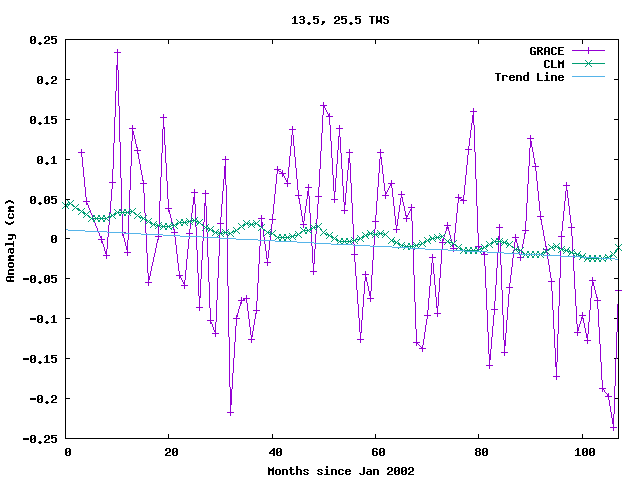 13.5, 25.5 TWS
GRACE
CLM
Trend Line
0.25
0.2
0.15
0.1
0.05
0
-0.05
-0.1
-0.15
-0.2
-0.25
Anomaly (cm)
0 20 40 60 80 100
Months since Jan 2002